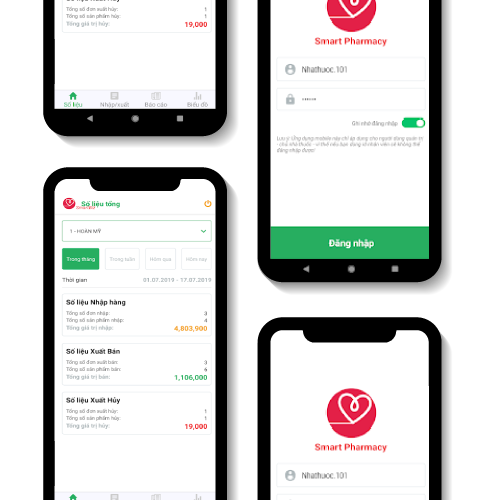 Tổng số đơn xuất hủy: 1
Tổng số sản phẩm hủy: 1
Tổng giá trị hủy: 19,000
Số liệu Nhập/xuất Báo cáo Biểu đồ
Smart Pharmacy
Nhathuoc.101
Ghi nhớ đăng nhập
Lưu ý: Ứng dụng mobile này chỉ áp dụng cho người dùng quản trị
- chủ nhà thuốc - vì thế nếu bạn dùng là nhân viên sẽ không thể
đăng nhập được!
Đăng nhập
Số liệu tổng
1 - HOÀN MỸ
Trong tháng Trong tuần Hôm qua Hôm nay
Thời gian 01.07.2019 - 17.07.2019
Số liệu Nhập hàng
Tổng số đơn nhập: 3
Tổng số sản phẩm nhập: 4
Tổng giá trị nhập: 4,803,900
Số liệu Xuất Bán
Tổng số đơn xuất bán: 3
Tổng số sản phẩm bán: 6
Tổng giá trị bán: 1,106,000
Số liệu Xuất Hủy
Tổng số đơn xuất hủy: 1
Tổng số sản phẩm hủy: 1
Tổng giá trị hủy: 19,000
Smart Pharmacy
Nhathuoc.101